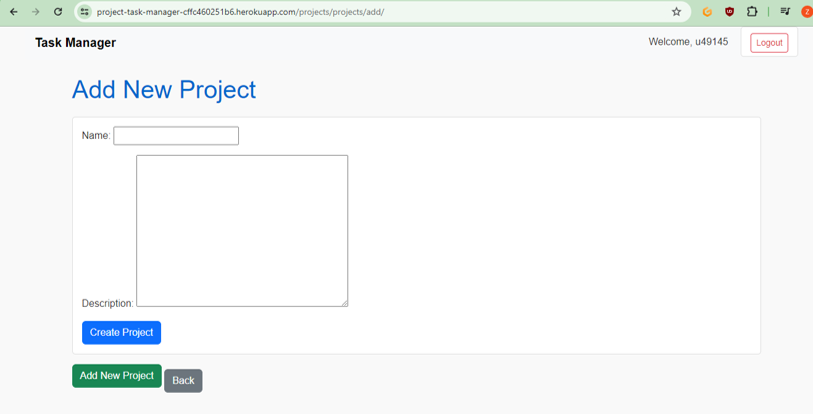 project-task-manager-cffc460251b6.herokuapp.com/projects/projects/add/
Task Manager
Welcome, u49145
Logout
Add New Project
Name:
Description:
Create Project
Add New Project
Back